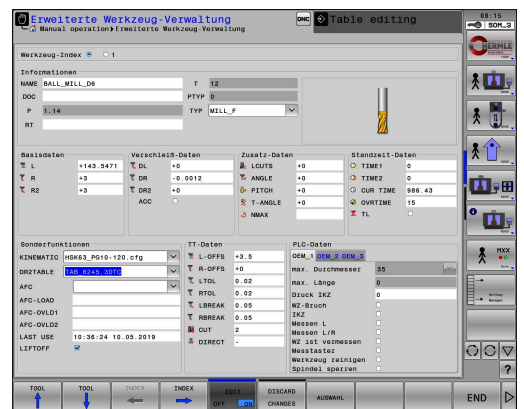 Erweiterte Werkzeug-Verwaltung
Manual operation Erweiterte Werkzeug-Verwaltung
DNC
Table editing
08:15
SOM_3
HERMLE
Werkzeug-Index 0 1
Informationen
NAME BALL_MILL_D6 T 12
DOC PTYP 0
P 1.14 TYP MILL_F
RT
Basisdaten
L +143.5471
R +3
R2 +3
Verschleiß-Daten
DL +0
DR -0.0012
DR2 +0
ACC
Zusatz-Daten
LCUTS +0
ANGLE +0
PITCH +0
T-ANGLE +0
NMAX
Standzeit-Daten
TIME1 0
TIME2 0
CUR TIME 986.43
OVRTIME 15
TL
Sonderfunktionen
KINEMATIC HSK63_PG10-120.cfg
DR2TABLE TAB_8245.3DTC
AFC
AFC-LOAD
AFC-OVLD1
AFC-OVLD2
LAST USE 10:36:24 10.05.2019
LIFTOFF
TT-Daten
L-OFFS +3.5
R-OFFS +0
LTOL 0.02
RTOL 0.02
LBREAK 0.05
RBREAK 0.05
CUT 2
DIRECT -
PLC-Daten
OEM_1 OEM_2 OEM_3
max. Durchmesser 35
max. Länge 0
Druck IKZ 0
WZ-Bruch
IKZ
Messen L
Messen L/R
WZ ist vermessen
Messtaster
Werkzeug reinigen
Spindel sperren
MXX
?
TOOL
TOOL
INDEX
INDEX
EDIT
OFF ON
DISCARD
CHANGES
AUSWAHL
END